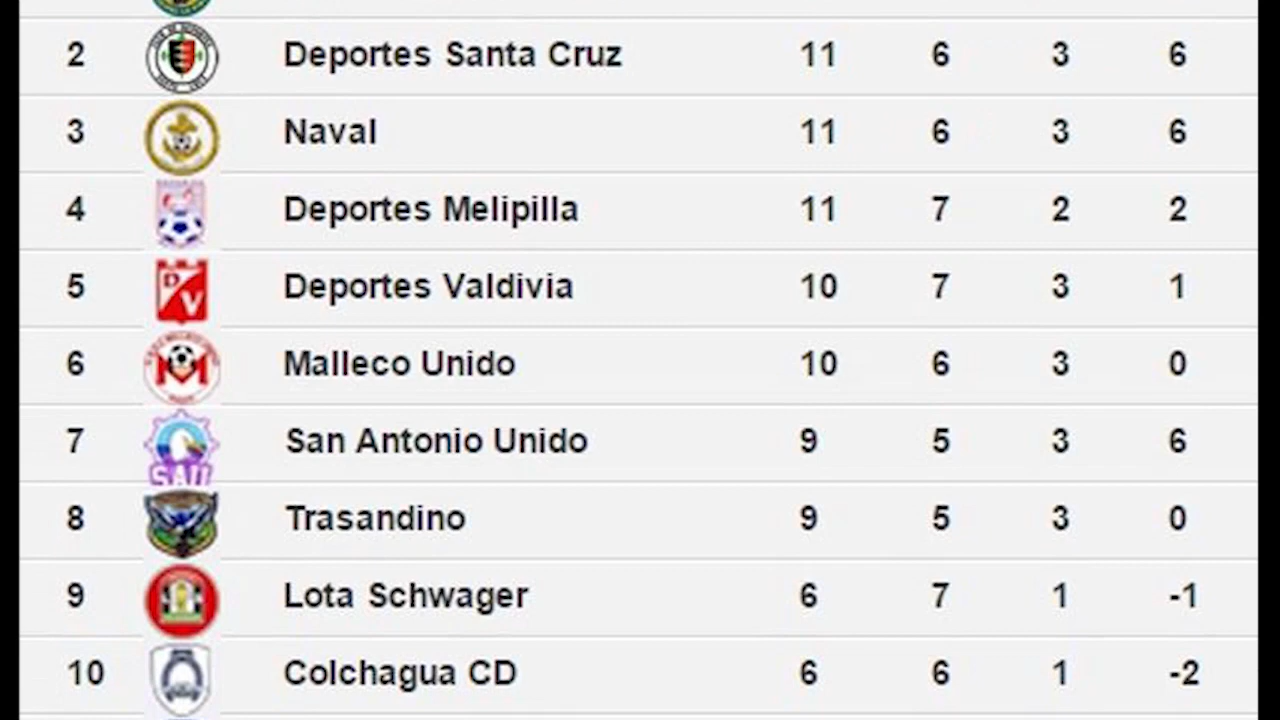 2 Deportes Santa Cruz 11 6 3 6
3 Naval 11 6 3 6
4 Deportes Melipilla 11 7 2 2
5 DV Deportes Valdivia 10 7 3 1
6 M Malleco Unido 10 6 3 0
7 SAU San Antonio Unido 9 5 3 6
8 Trasandino 9 5 3 0
9 Lota Schwager 6 7 1 -1
10 Colchagua CD 6 6 1 -2